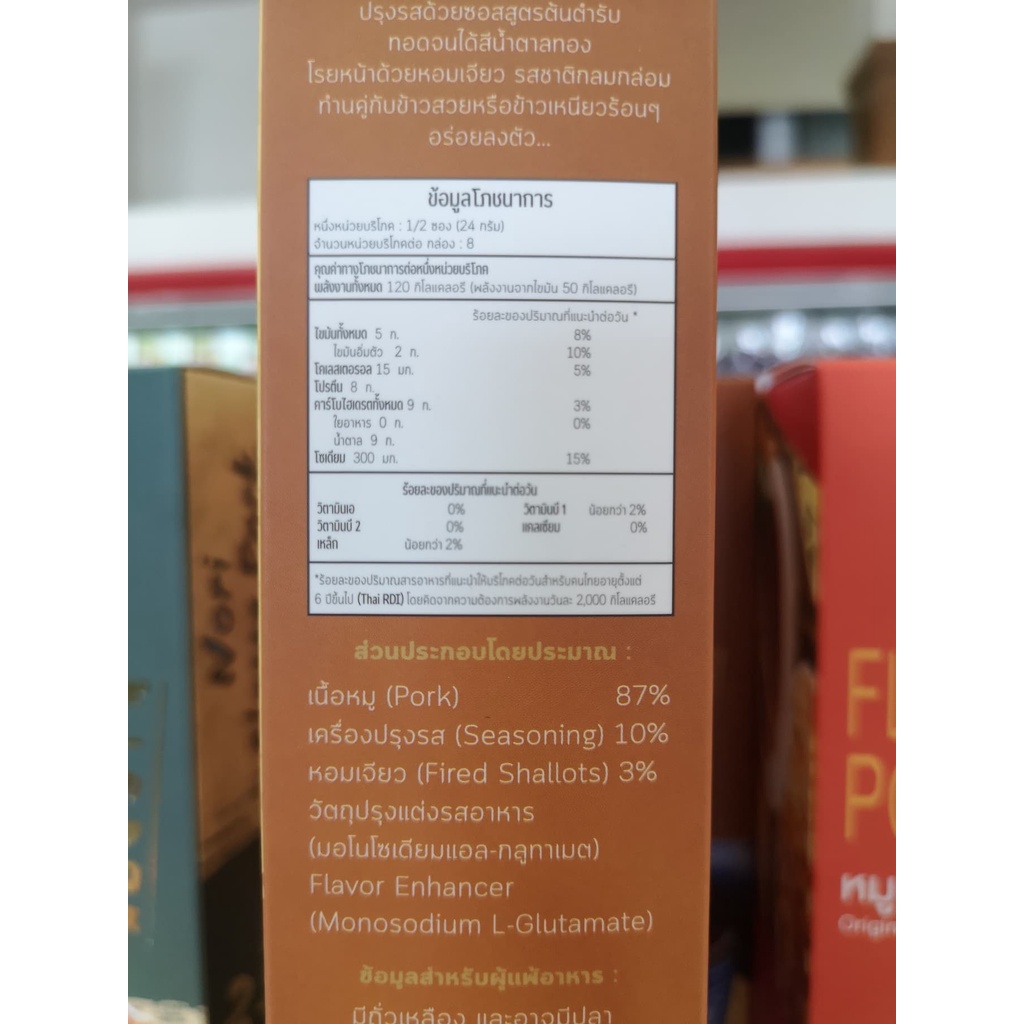 ปรุงรสด้วยซอสสูตรต้นตำรับ
ทอดจนได้สีน้ำตาลทอง
โรยหน้าด้วยหอมเจียว รสชาติกลมกล่อม
ทานคู่กับข้าวสวยหรือข้าวเหนียวร้อนๆ
อร่อยลงตัว...
ข้อมูลโภชนาการ
หนึ่งหน่วยบริโภค : 1/2 ซอง (24 กรัม)
จำนวนหน่วยบริโภคต่อ กล่อง : 8
คุณค่าทางโภชนาการต่อหนึ่งหน่วยบริโภค
พลังงานทั้งหมด 120 กิโลแคลอรี (พลังงานจากไขมัน 50 กิโลแคลอรี)
ร้อยละของปริมาณที่แนะนำต่อวัน *
ไขมันทั้งหมด 5 ก. 8%
ไขมันอิ่มตัว 2 ก. 10%
โคเลสเตอรอล 15 มก. 5%
โปรตีน 8 ก.
คาร์โบไฮเดรตทั้งหมด 9 ก. 3%
ใยอาหาร 0 ก. 0%
น้ำตาล 9 ก.
โซเดียม 300 มก. 15%
ร้อยละของปริมาณที่แนะนำต่อวัน
วิตามินเอ 0% วิตามินบี 1 น้อยกว่า 2%
วิตามินบี 2 0% แคลเซียม 0%
เหล็ก น้อยกว่า 2%
*ร้อยละของปริมาณสารอาหารที่แนะนำให้บริโภคต่อวันสำหรับคนไทยอายุตั้งแต่
6 ปีขึ้นไป (Thai RDI) โดยคิดจากความต้องการพลังงานวันละ 2,000 กิโลแคลอรี
ส่วนประกอบโดยประมาณ :
เนื้อหมู (Pork) 87%
เครื่องปรุงรส (Seasoning) 10%
หอมเจียว (Fired Shallots) 3%
วัตถุปรุงแต่งรสอาหาร
(มอโนโซเดียมแอล-กลูทาเมต)
Flavor Enhancer
(Monosodium L-Glutamate)
ข้อมูลสำหรับผู้แพ้อาหาร :
มีถั่วเหลือง และอาจมีปลา
Nori
FL
PO
หมู
Origin